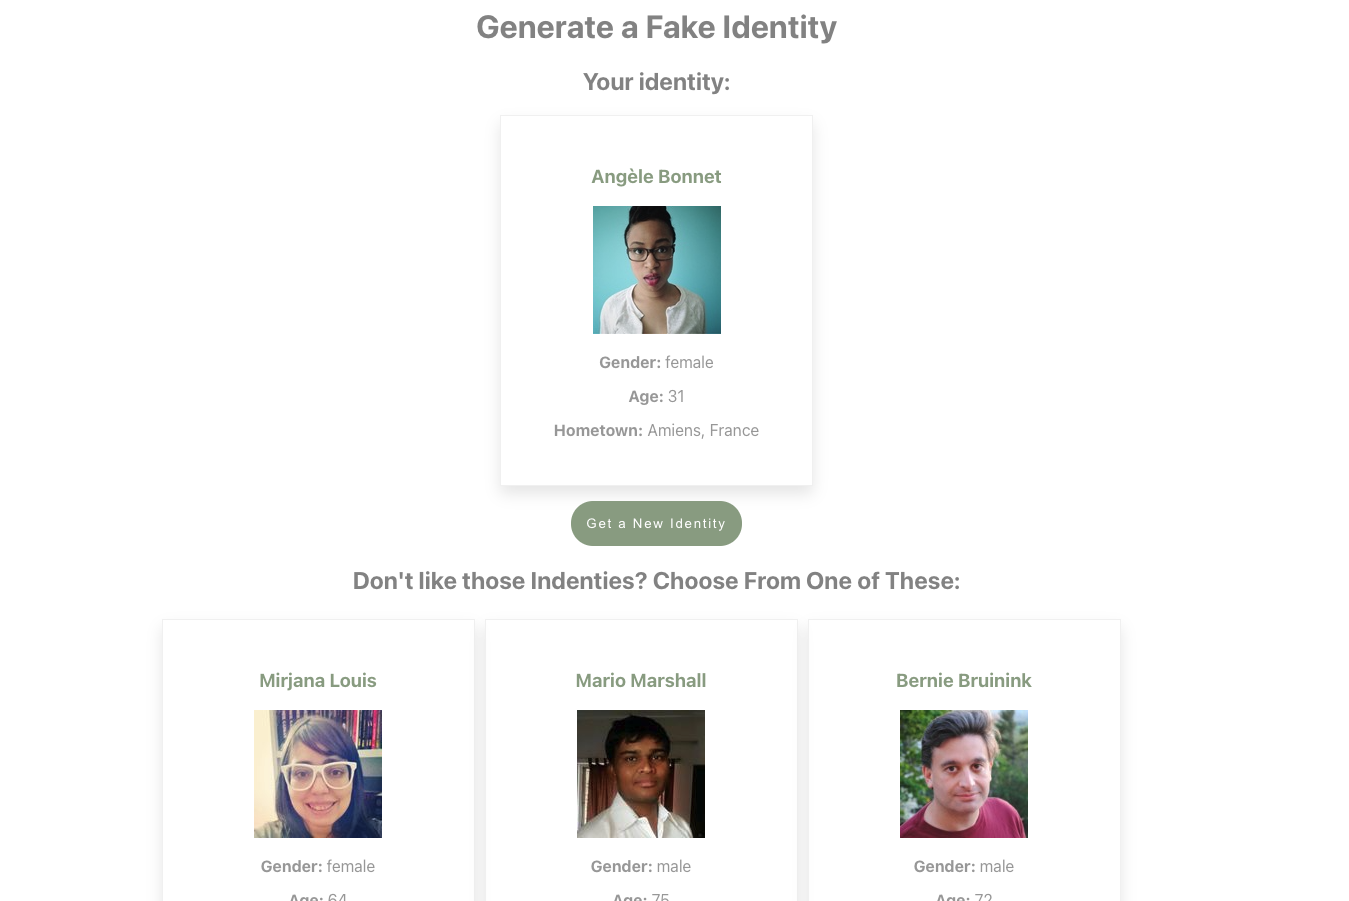 Generate a Fake Identity
Your identity:
Angèle Bonnet
Gender: female
Age: 31
Hometown: Amiens, France
Get a New Identity
Don't like those Indenties? Choose From One of These:
Mirjana Louis
Mario Marshall
Bernie Bruinink
Gender: female
Gender: male
Gender: male
Age: 64
Age: 75
Age: 72